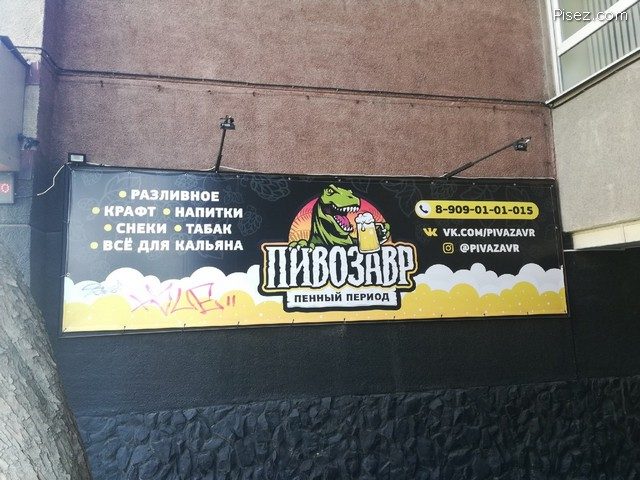 Pisez.com
• РАЗЛИВНОЕ
• КРАФТ • НАПИТКИ
• СНЕКИ • ТАБАК
• ВСЁ ДЛЯ КАЛЬЯНА
ПИВОЗАВР
ПЕННЫЙ ПЕРИОД
8-909-01-01-015
VK.COM/PIVAZAVR
@PIVAZAVR